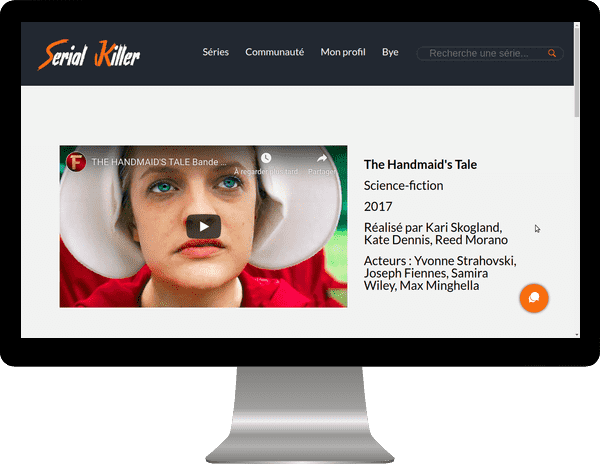 Serial Killer
Séries Communauté Mon profil Bye
Recherche une série...
THE HANDMAID'S TALE Bande ...
À regarder plus tard
Partager
The Handmaid's Tale
Science-fiction
2017
Réalisé par Kari Skogland,
Kate Dennis, Reed Morano
Acteurs : Yvonne Strahovski,
Joseph Fiennes, Samira
Wiley, Max Minghella